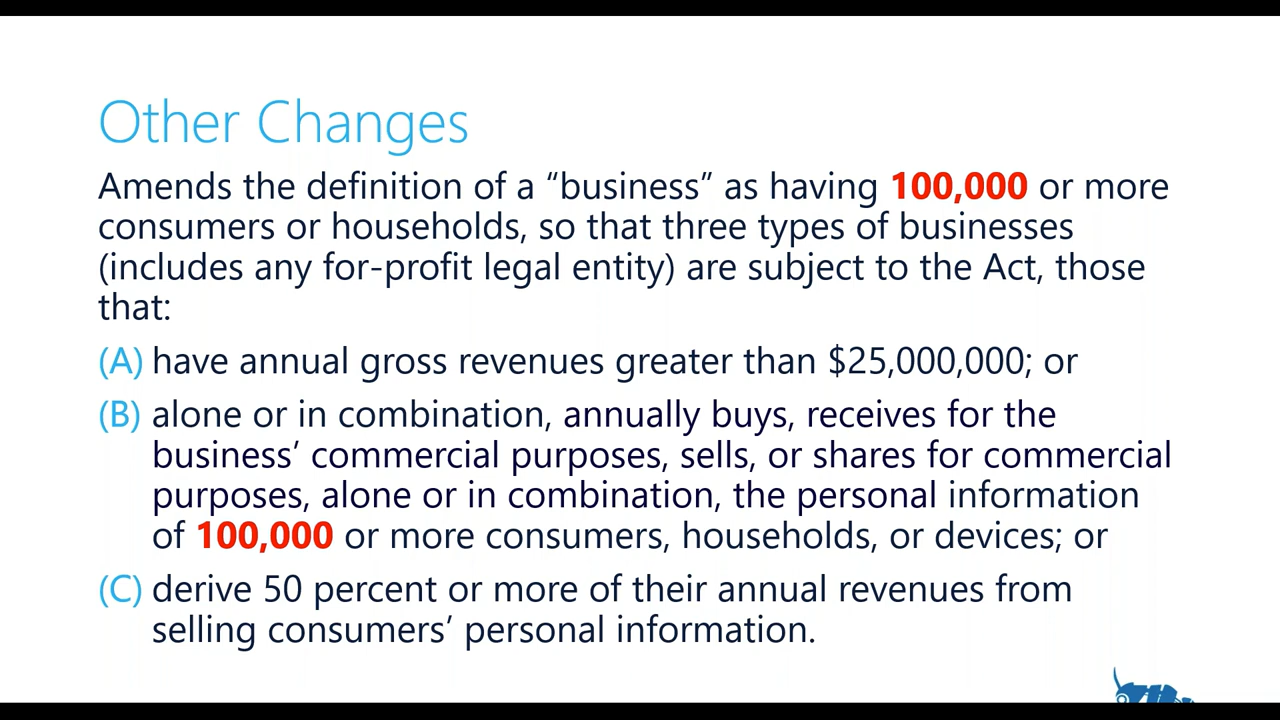 Other Changes
Amends the definition of a “business” as having 100,000 or more
consumers or households, so that three types of businesses
(includes any for-profit legal entity) are subject to the Act, those
that:
(A) have annual gross revenues greater than $25,000,000; or
(B) alone or in combination, annually buys, receives for the
business’ commercial purposes, sells, or shares for commercial
purposes, alone or in combination, the personal information
of 100,000 or more consumers, households, or devices; or
(C) derive 50 percent or more of their annual revenues from
selling consumers’ personal information.